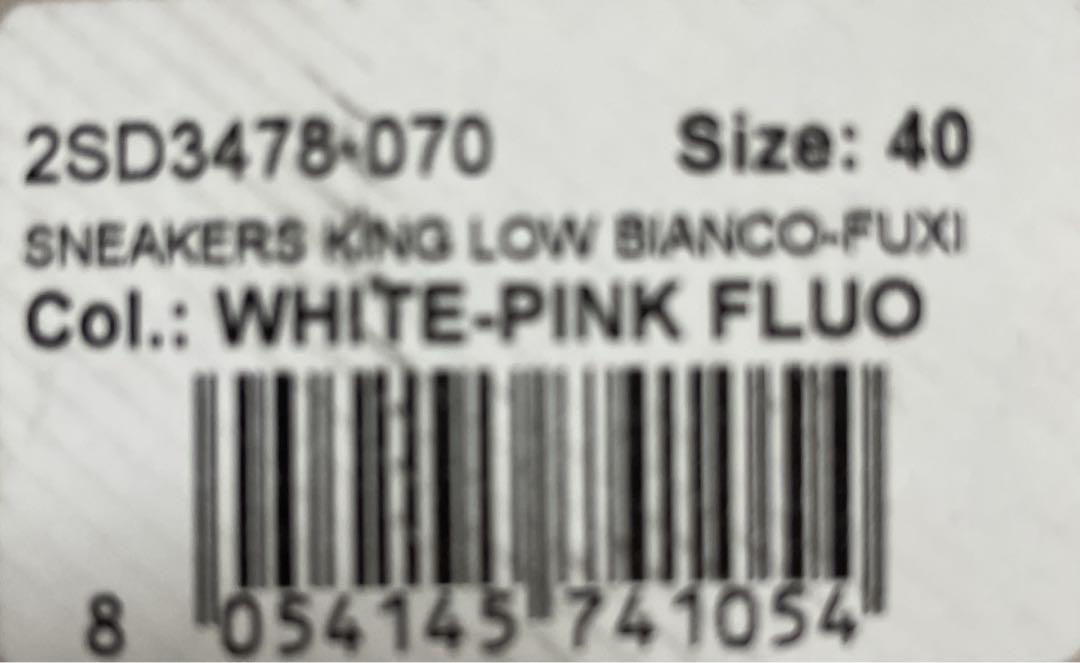 2SD3478-070 Size: 40
SNEAKERS KING LOW BIANCO-FUXI
Col.: WHITE-PINK FLUO
8 054145 741054